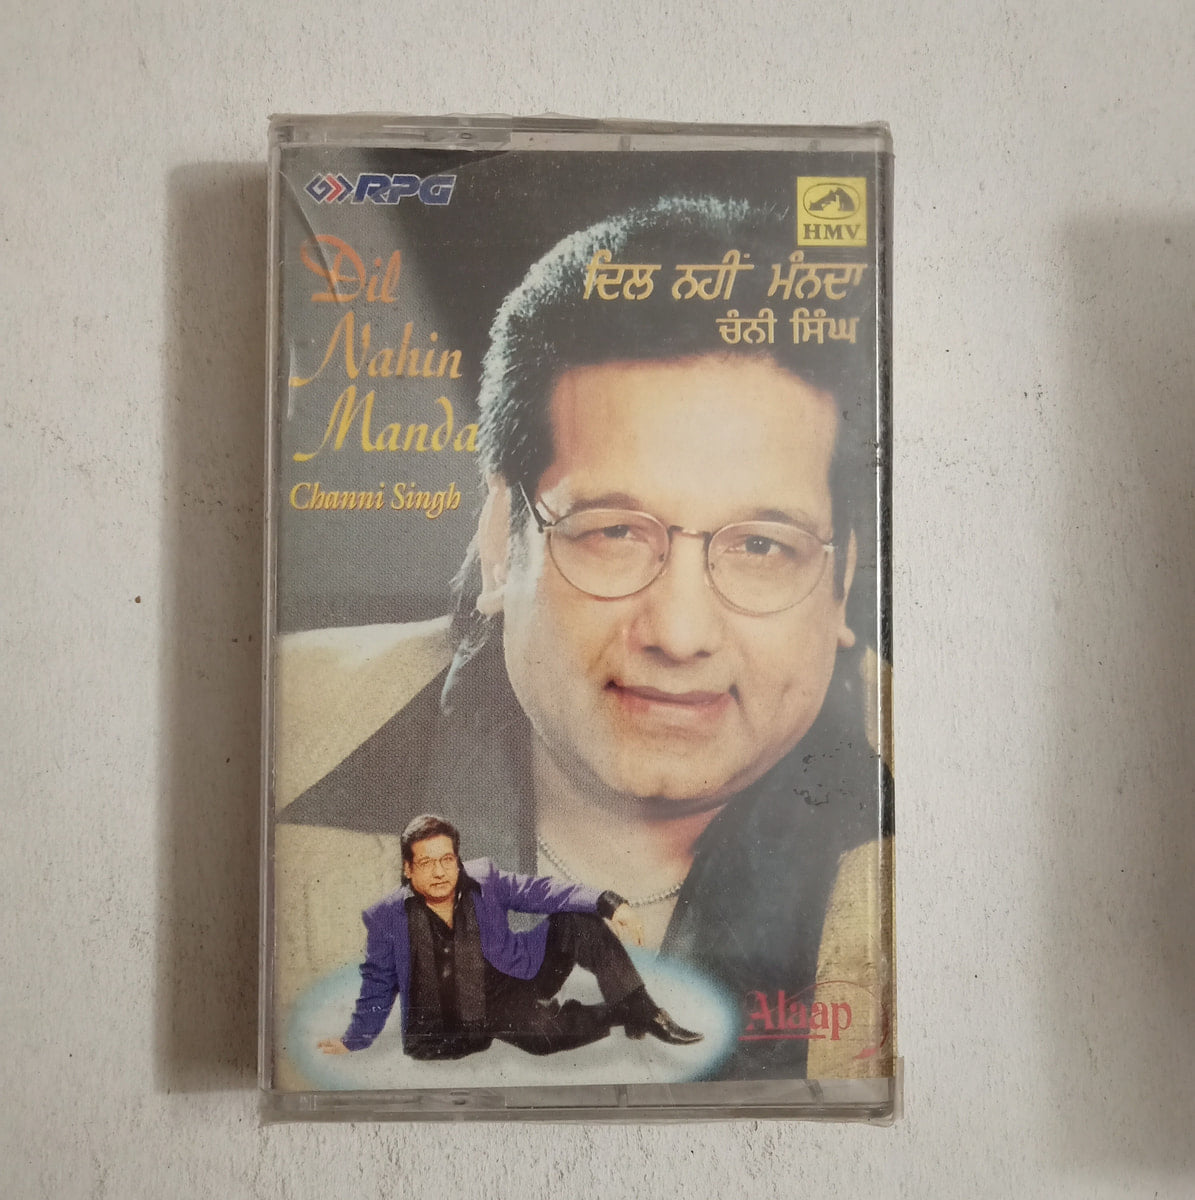 RPG
HMV
Dil
Nahin
Manda
Channi Singh
ਦਿਲ ਨਹੀਂ ਮੰਨਦਾ
ਚੰਨੀ ਸਿੰਘ
Alaap